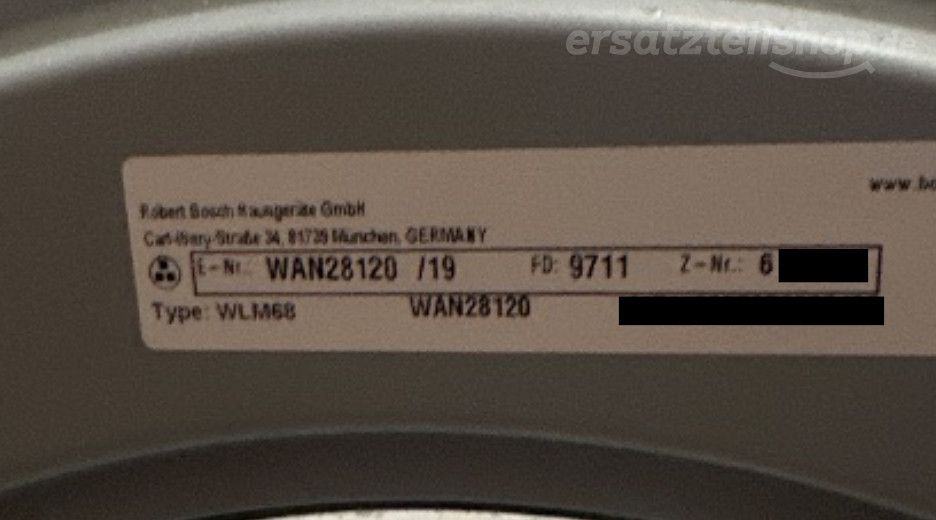 ersatzteilshop.de
www.bo
Robert Bosch Hausgeräte GmbH
Carl-Wery-Straße 34, 81739 München, GERMANY
E-Nr.: WAN28120 /19 FD: 9711 Z-Nr.: 6
Type: WLM68 WAN28120